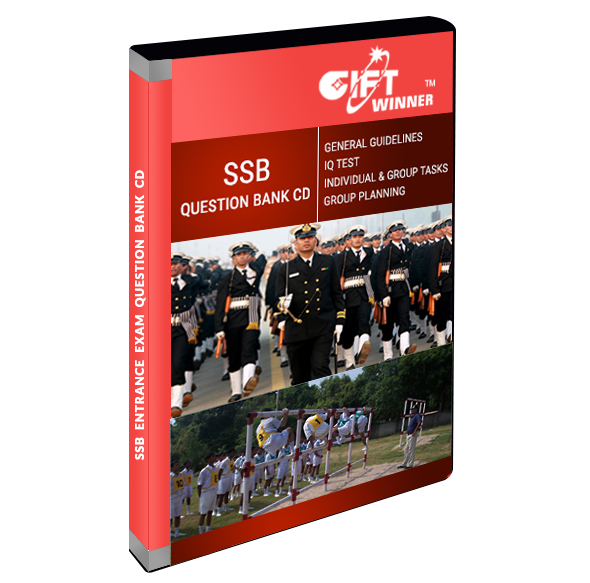 GIFT
WINNER
TM
SSB
QUESTION BANK CD
GENERAL GUIDELINES
IQ TEST
INDIVIDUAL & GROUP TASKS
GROUP PLANNING
SSB ENTRANCE EXAM QUESTION BANK CD